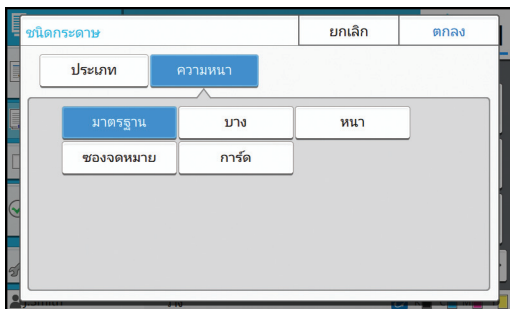 ชนิดกระดาษ ยกเลิก ตกลง
ประเภท ความหนา
มาตรฐาน บาง หนา
ซองจดหมาย การ์ด